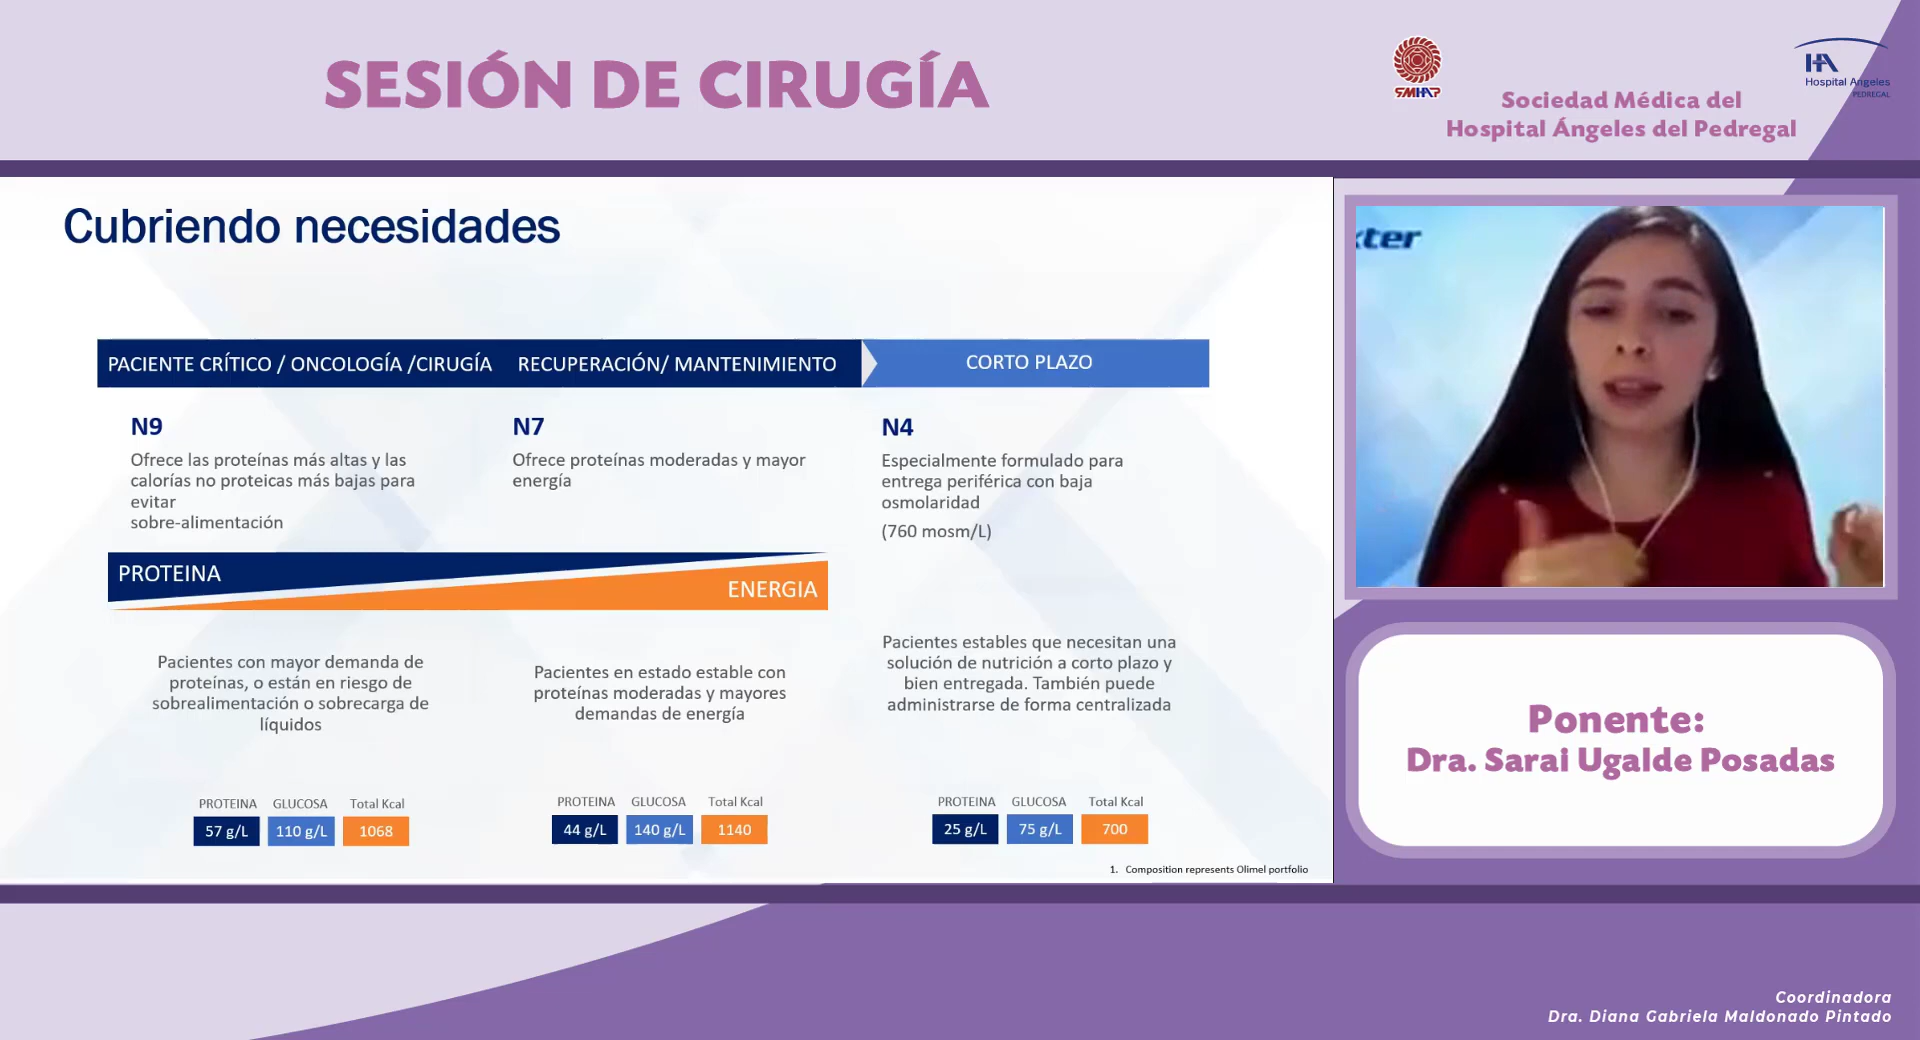 SESIÓN DE CIRUGÍA
SMHAP
Sociedad Médica del
Hospital Ángeles del Pedregal
HA
Hospital Angeles
PEDREGAL
Cubriendo necesidades
PACIENTE CRÍTICO / ONCOLOGÍA /CIRUGÍA
RECUPERACIÓN/ MANTENIMIENTO
CORTO PLAZO
N9
Ofrece las proteínas más altas y las
calorías no proteicas más bajas para
evitar
sobre-alimentación
N7
Ofrece proteínas moderadas y mayor
energía
N4
Especialmente formulado para
entrega periférica con baja
osmolaridad
(760 mosm/L)
PROTEINA
ENERGIA
Pacientes con mayor demanda de
proteínas, o están en riesgo de
sobrealimentación o sobrecarga de
líquidos
Pacientes en estado estable con
proteínas moderadas y mayores
demandas de energía
Pacientes estables que necesitan una
solución de nutrición a corto plazo y
bien entregada. También puede
administrarse de forma centralizada
PROTEINA GLUCOSA Total Kcal
57 g/L 110 g/L 1068
PROTEINA GLUCOSA Total Kcal
44 g/L 140 g/L 1140
PROTEINA GLUCOSA Total Kcal
25 g/L 75 g/L 700
1. Composition represents Olimel portfolio
xter
Ponente:
Dra. Sarai Ugalde Posadas
Coordinadora
Dra. Diana Gabriela Maldonado Pintado